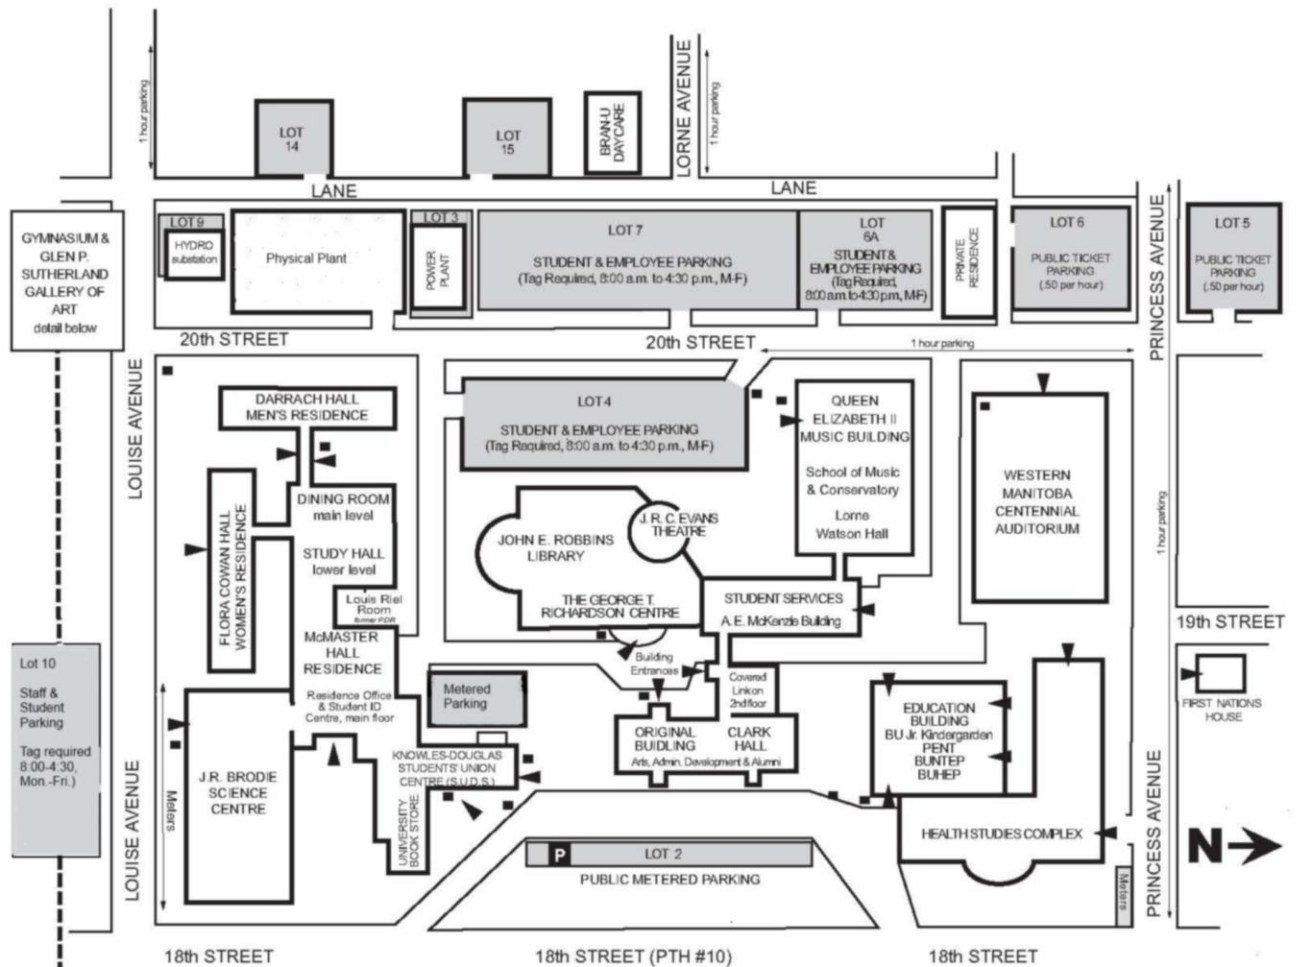 1 hour parking
LOT
14
LOT
15
BRAN-U
DAYCARE
LORNE AVENUE
1 hour parking
LANE
LANE
GYMNASIUM &
GLEN P.
SUTHERLAND
GALLERY OF
ART
detail below
LOT 9
HYDRO
substation
Physical Plant
LOT 3
POWER
PLANT
LOT 7
STUDENT & EMPLOYEE PARKING
(Tag Required, 8:00 a.m. to 4:30 p.m., M-F)
LOT
6A
STUDENT &
EMPLOYEE PARKING
(Tag Required,
8:00 a.m. to 4:30 p.m., M-F)
PRIVATE
RESIDENCE
LOT 6
PUBLIC TICKET
PARKING
(.50 per hour)
PRINCESS AVENUE
LOT 5
PUBLIC TICKET
PARKING
(.50 per hour)
20th STREET
20th STREET
1 hour parking
LOUISE AVENUE
DARRACH HALL
MEN'S RESIDENCE
LOT 4
STUDENT & EMPLOYEE PARKING
(Tag Required, 8:00 a.m. to 4:30 p.m., M-F)
QUEEN
ELIZABETH II
MUSIC BUILDING
School of Music
& Conservatory
Lorne
Watson Hall
WESTERN
MANITOBA
CENTENNIAL
AUDITORIUM
1 hour parking
DINING ROOM
main level
STUDY HALL
lower level
FLORA COWAN HALL
WOMEN'S RESIDENCE
Louis Riel
Room
former PDR
JOHN E. ROBBINS
LIBRARY
J. R. C. EVANS
THEATRE
THE GEORGE T.
RICHARDSON CENTRE
STUDENT SERVICES
A. E. McKenzie Building
19th STREET
McMASTER
HALL
RESIDENCE
Residence Office
& Student ID
Centre, main floor
Building
Entrances
Covered
Link on
2nd floor
Metered
Parking
Lot 10
Staff &
Student
Parking
Tag required
8:00-4:30,
Mon.-Fri.)
FIRST NATIONS
HOUSE
EDUCATION
BUILDING
BU Jr. Kindergarden
PENT
BUNTEP
BUHEP
ORIGINAL
BUIDLING
CLARK
HALL
Arts, Admin. Development & Alumni
KNOWLES-DOUGLAS
STUDENTS' UNION
CENTRE (S.U.D.S.)
J.R. BRODIE
SCIENCE
CENTRE
Meters
LOUISE AVENUE
UNIVERSITY
BOOK STORE
HEALTH STUDIES COMPLEX
PRINCESS AVENUE
N
P
LOT 2
PUBLIC METERED PARKING
Meters
18th STREET
18th STREET (PTH #10)
18th STREET